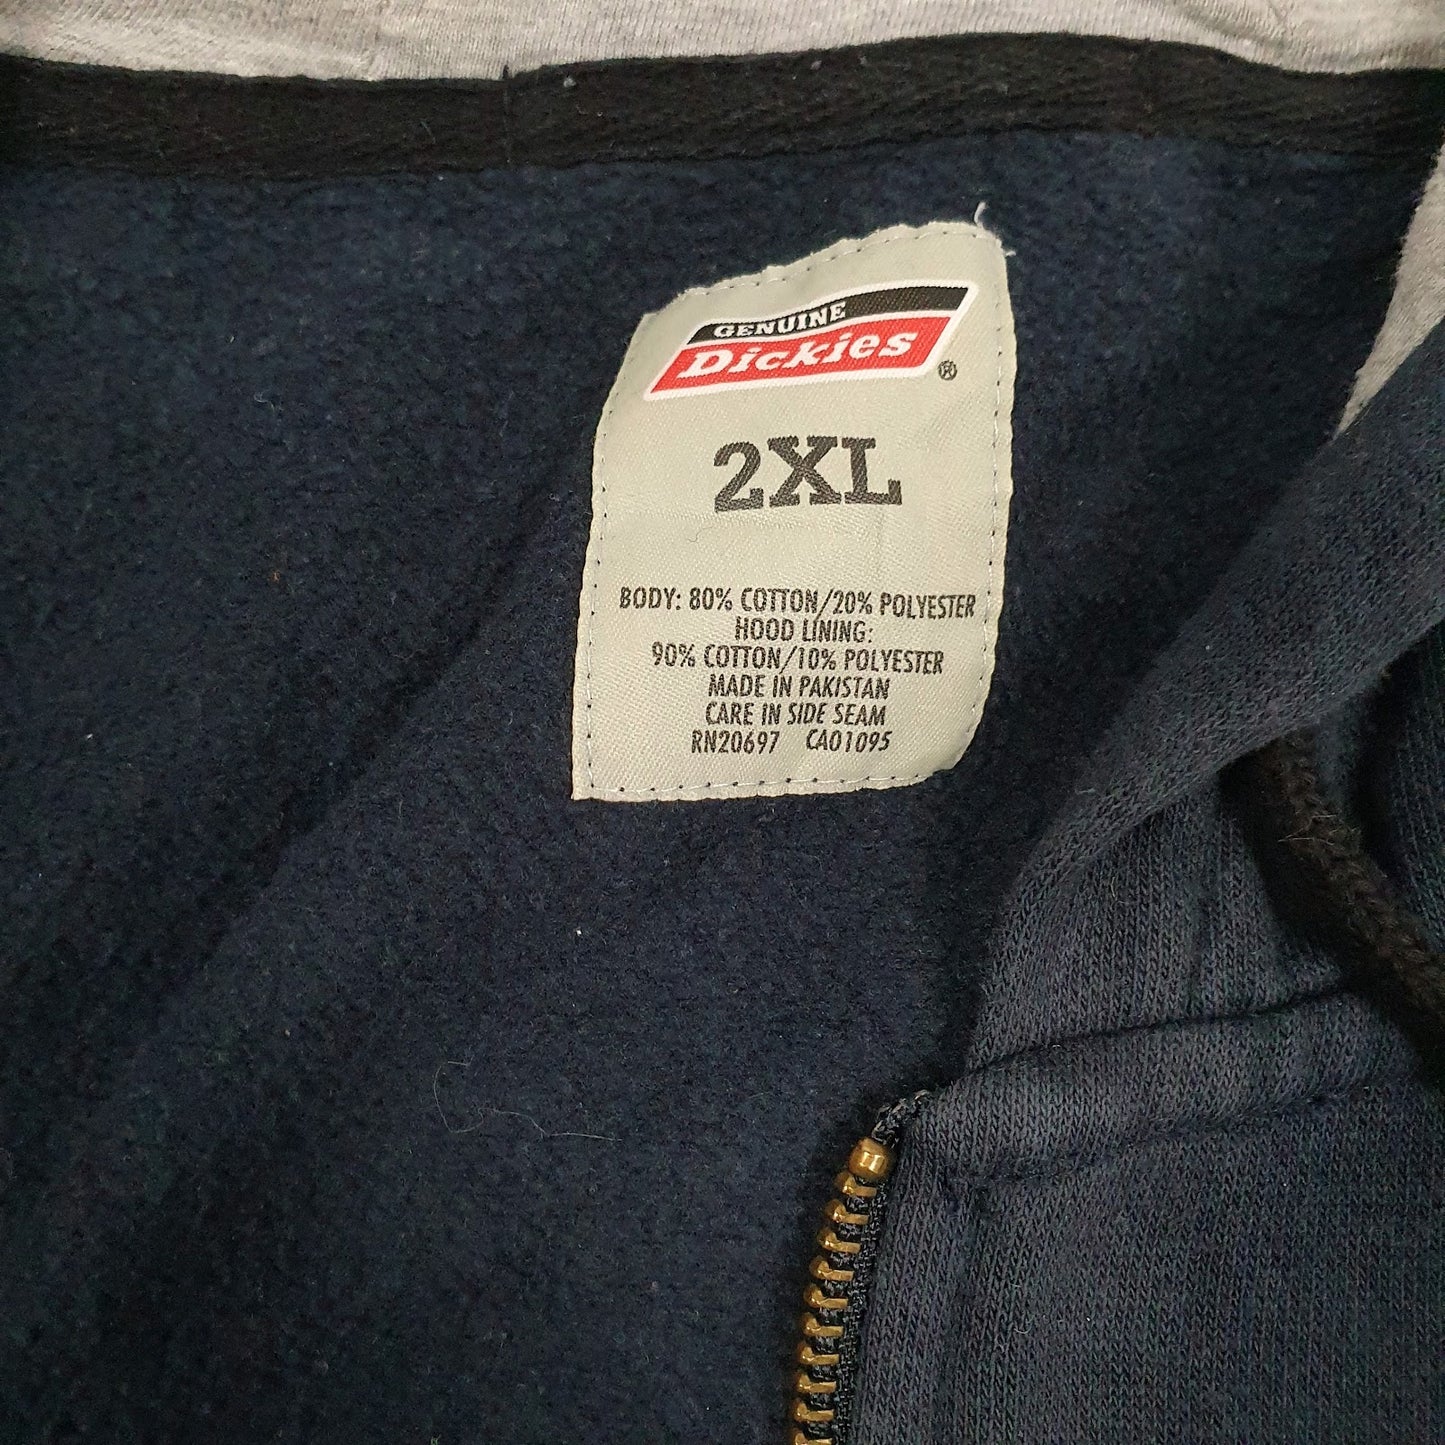 GENUINE
Dickies
®
2XL
BODY: 80% COTTON/20% POLYESTER
HOOD LINING:
90% COTTON/10% POLYESTER
MADE IN PAKISTAN
CARE IN SIDE SEAM
RN20697 CA01095